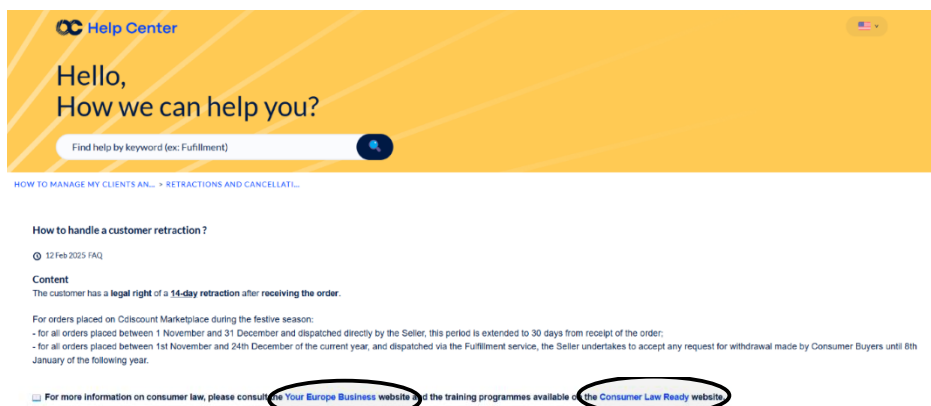 Help Center
Hello,
How we can help you?
Find help by keyword (ex: Fufillment)
HOW TO MANAGE MY CLIENTS AN... > RETRACTIONS AND CANCELLATI...
How to handle a customer retraction ?
12 Feb 2025 FAQ
Content
The customer has a legal right of a 14-day retraction after receiving the order.
For orders placed on Cdiscount Marketplace during the festive season:
- for all orders placed between 1 November and 31 December and dispatched directly by the Seller, this period is extended to 30 days from receipt of the order;
- for all orders placed between 1st November and 24th December of the current year, and dispatched via the Fulfillment service, the Seller undertakes to accept any request for withdrawal made by Consumer Buyers until 8th
January of the following year.
For more information on consumer law, please consult the Your Europe Business website and the training programmes available on the Consumer Law Ready website.